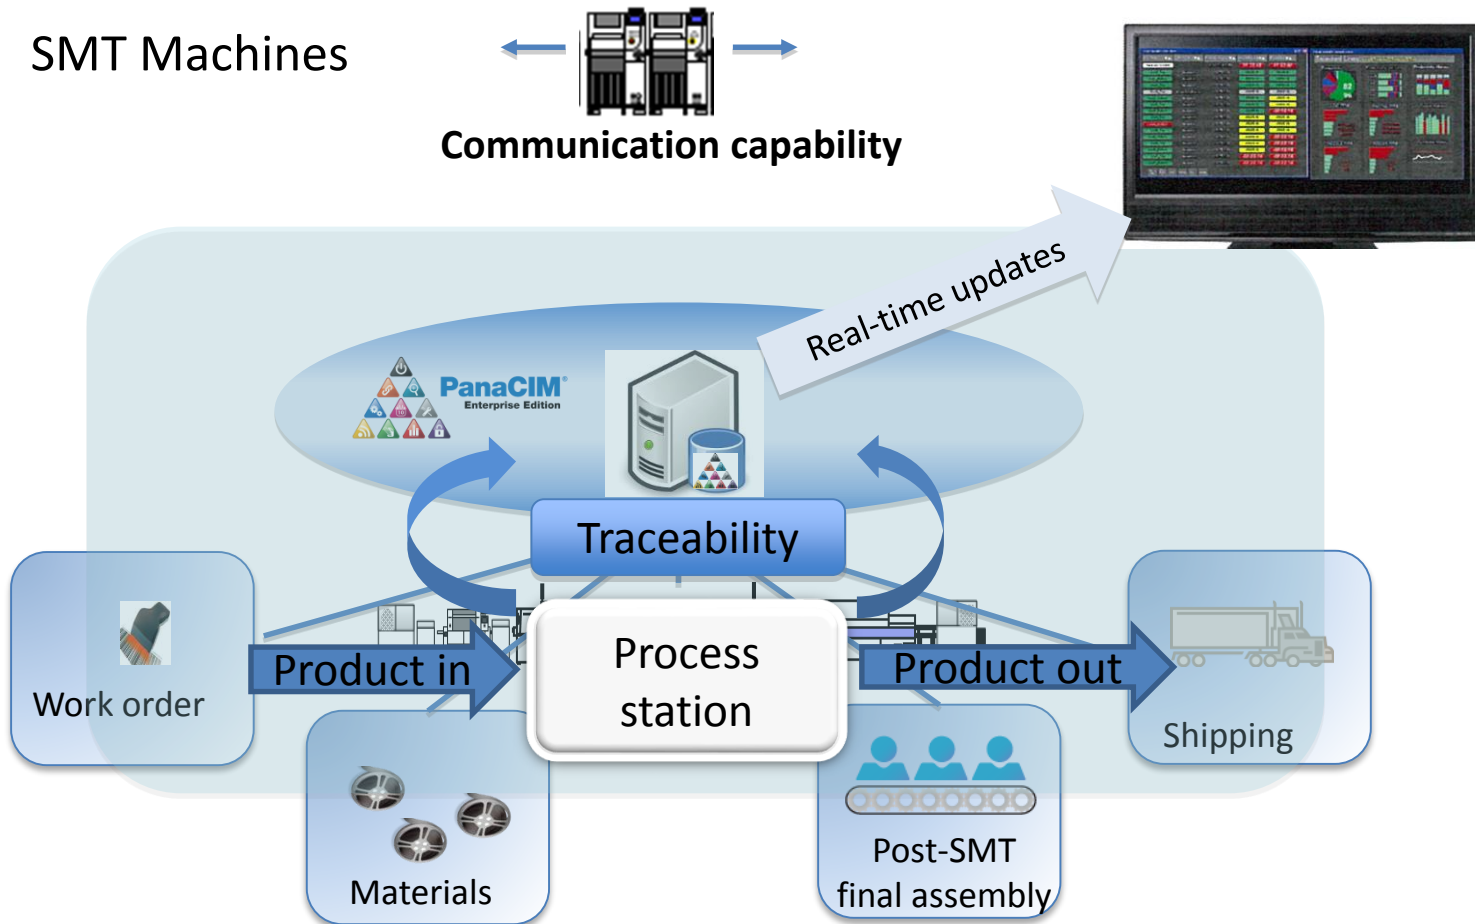 SMT Machines
Communication capability
Real-time updates
PanaCIM®
Enterprise Edition
Traceability
Work order
Product in
Process
station
Product out
Shipping
Materials
Post-SMT
final assembly